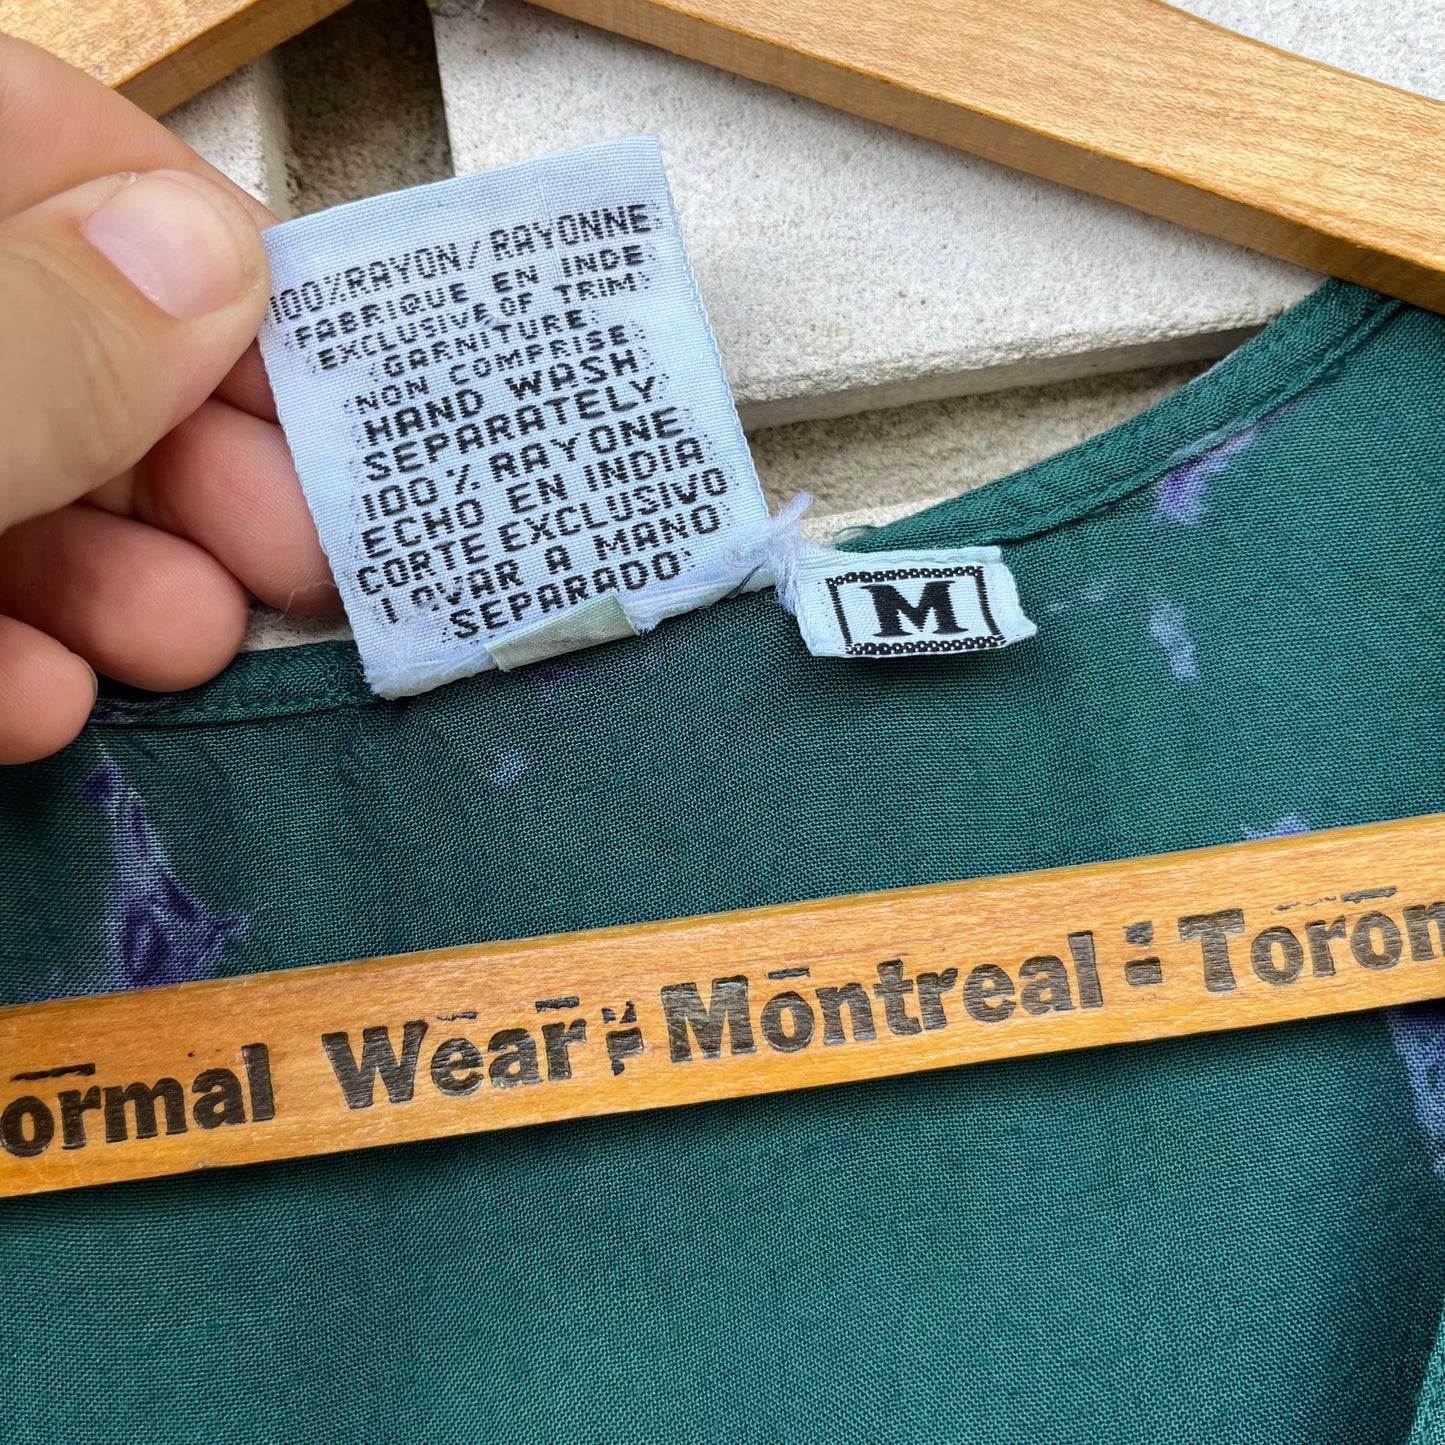 100%RAYON/RAYONNE
FABRIQUE EN INDE
EXCLUSIVE OF TRIM
GARNITURE
NON COMPRISE
HAND WASH
SEPARATELY
100 % RAYONE
ECHO EN INDIA
CORTE EXCLUSIVO
LAVAR A MANO
SEPARADO
M
ormal Wear Montreal Toron